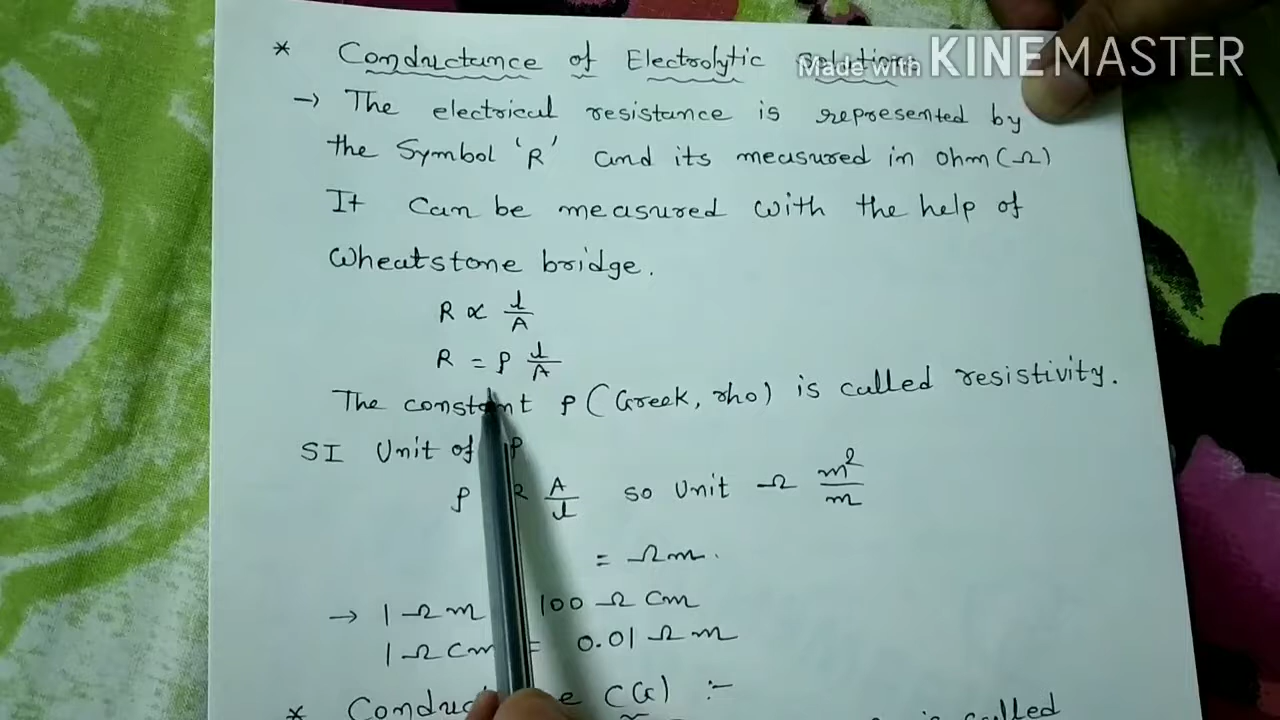 * Conductance of Electrolytic Solutions
Made with KINEMASTER
→ The electrical resistance is represented by
the Symbol 'R' and its measured in ohm (Ω)
It can be measured with the help of
Wheatstone bridge.
R ∝ l/A
R = ρ l/A
The constant ρ (Greek, rho) is called resistivity.
SI Unit of ρ
ρ R A/l so Unit Ω m²/m
= Ωm.
→ 1 Ωm 100 Ω cm
1 Ω cm = 0.01 Ω m
* (G) :-
is called